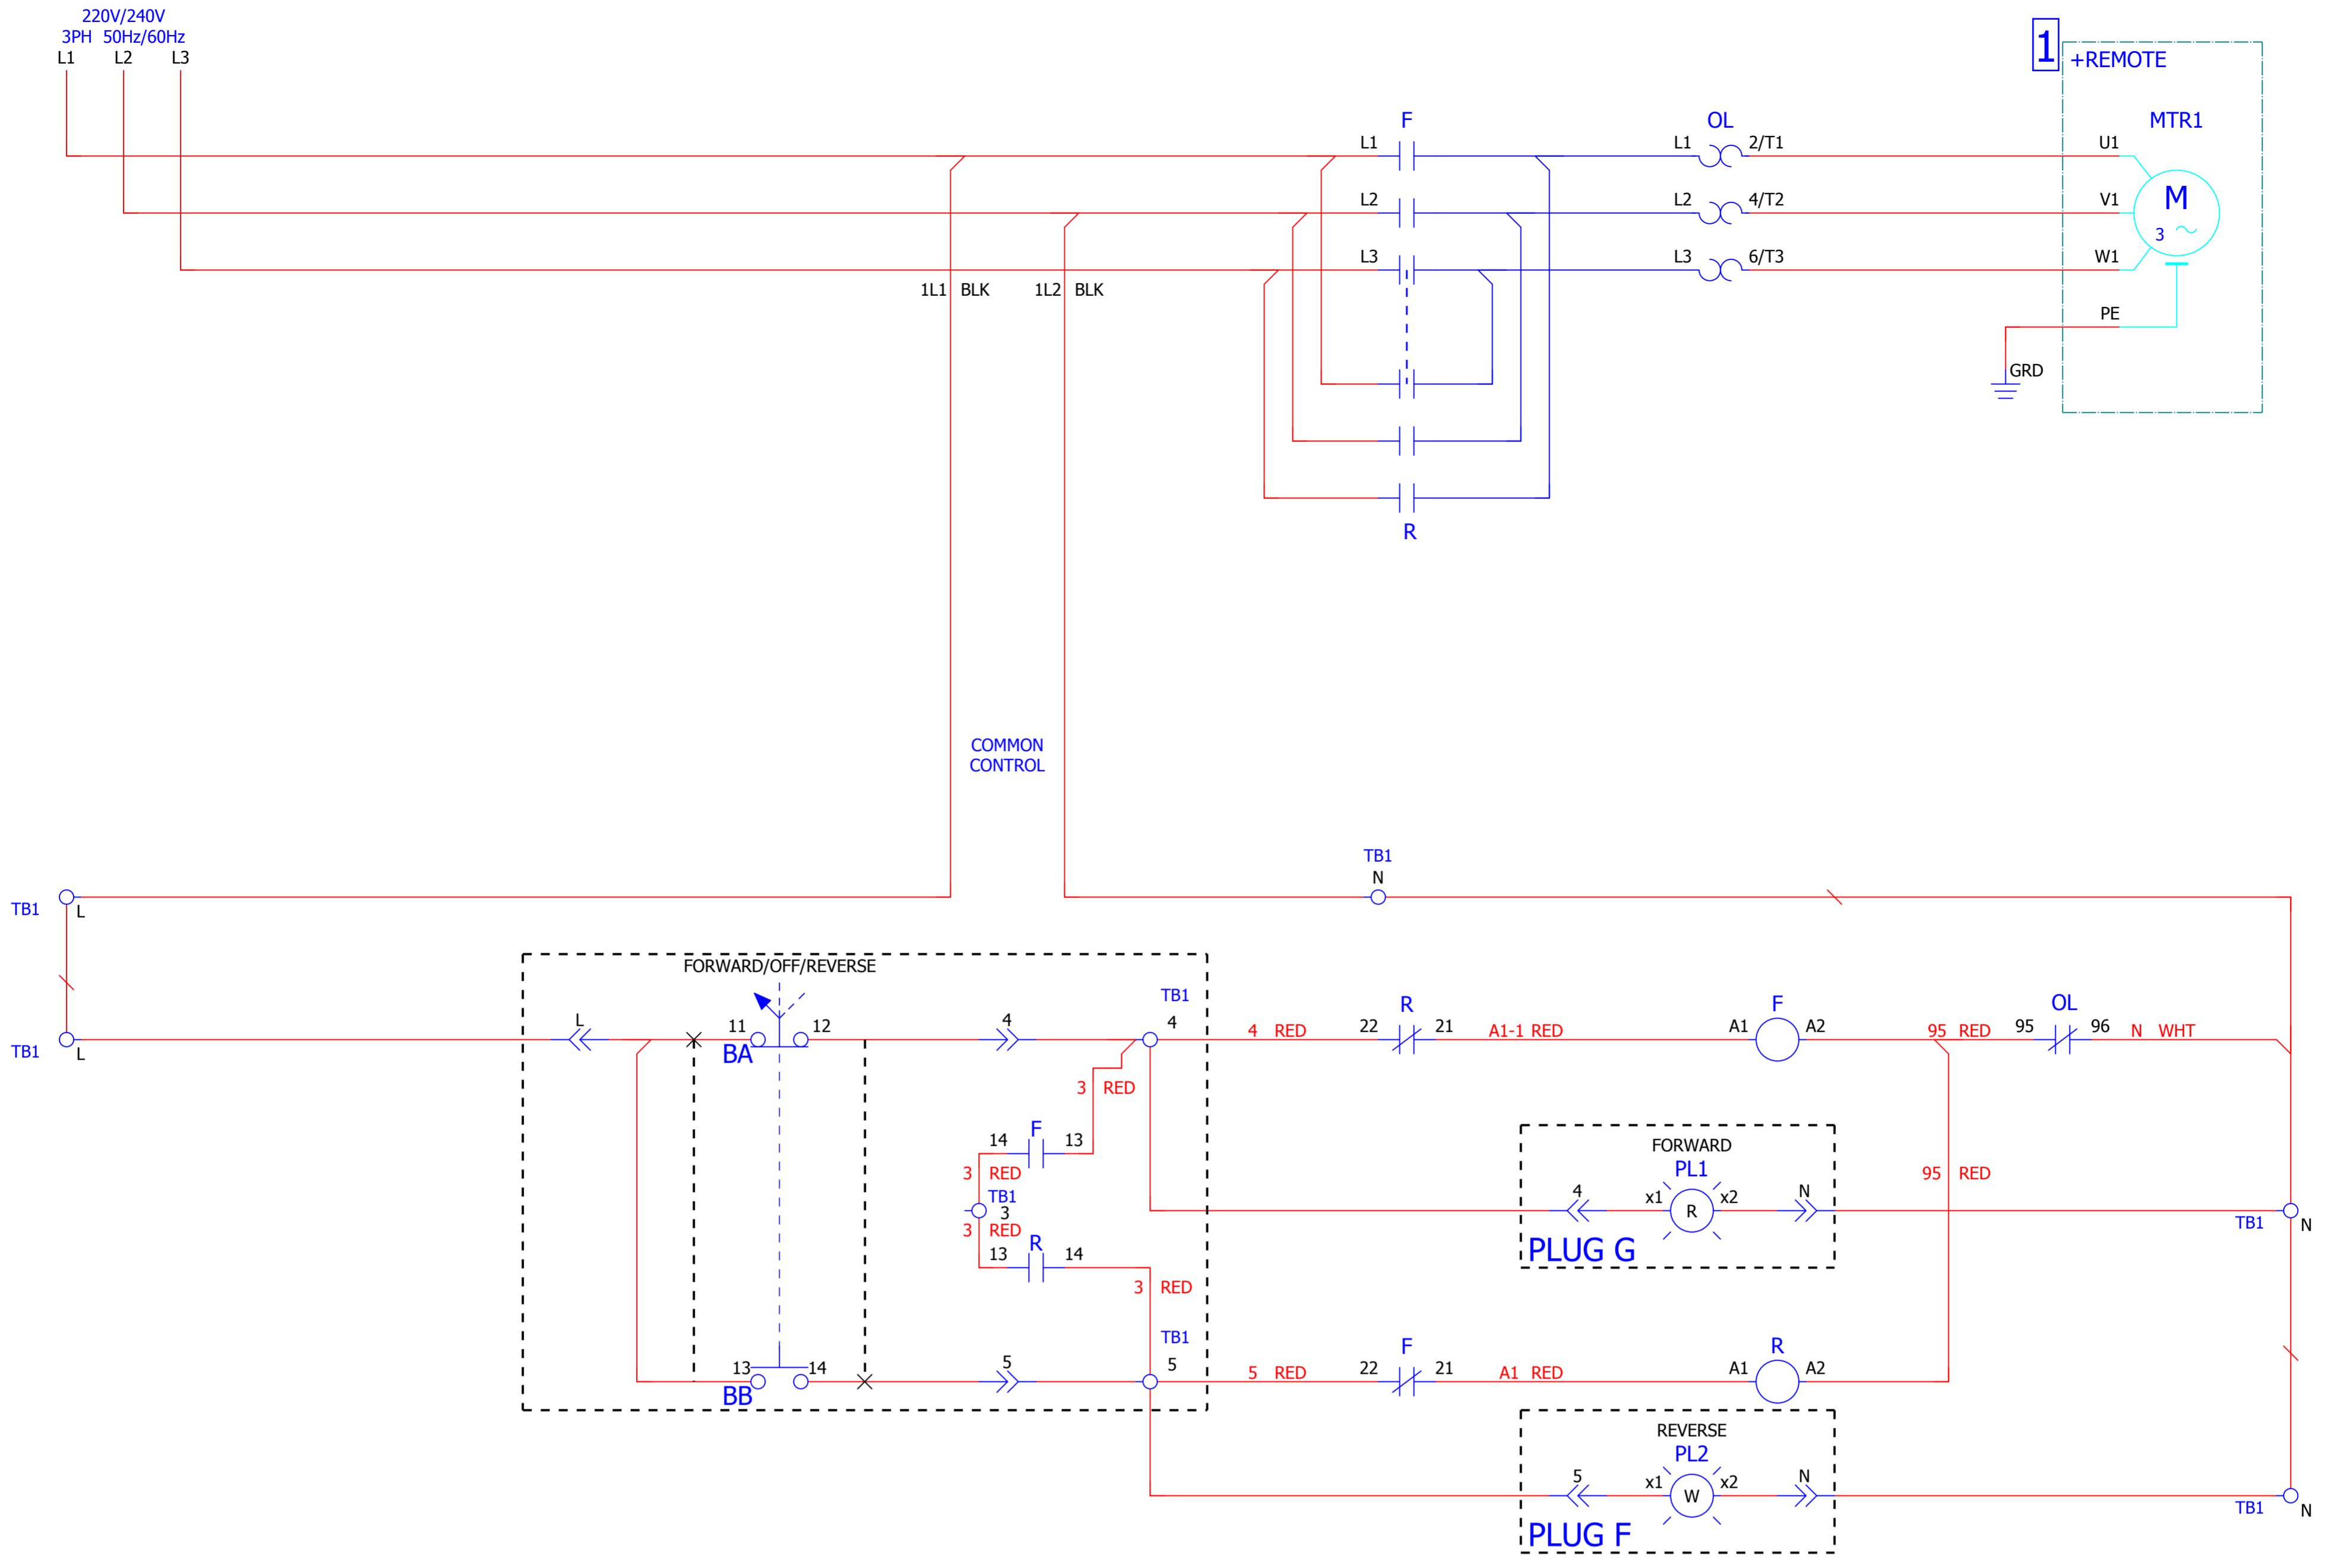 220V/240V
3PH 50Hz/60Hz
L1 L2 L3
1 +REMOTE
F OL MTR1
L1 L1 2/T1 U1
L2 L2 4/T2 V1
M
3
L3 L3 6/T3 W1
1L1 BLK 1L2 BLK
PE
GRD
R
COMMON
CONTROL
TB1
N
TB1 L
FORWARD/OFF/REVERSE
TB1
L 11 12 4 4
R F OL
4 RED 22 21 A1-1 RED A1 A2 95 RED 95 96 N WHT
TB1 L
BA
3 RED
F
14 13
3 RED
TB1
3
3 RED
R
13 14
3 RED
FORWARD
PL1
4 x1 x2 N
R
PLUG G
95 RED
TB1 N
TB1
13 14 5 5
BB
F R
5 RED 22 21 A1 RED A1 A2
REVERSE
PL2
5 x1 x2 N
W
PLUG F
TB1 N